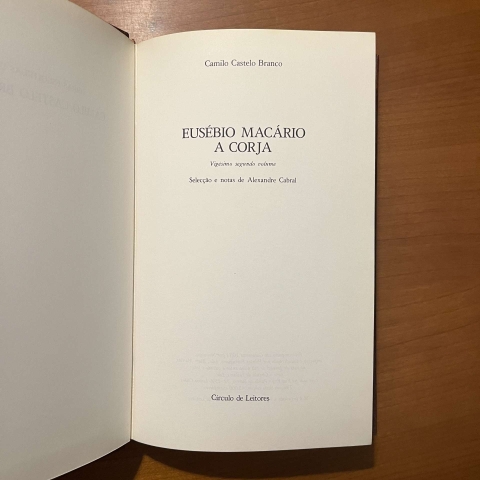 Camilo Castelo Branco
EUSÉBIO MACÁRIO
A CORJA
Vigésimo segundo volume
Selecção e notas de Alexandre Cabral
Círculo de Leitores